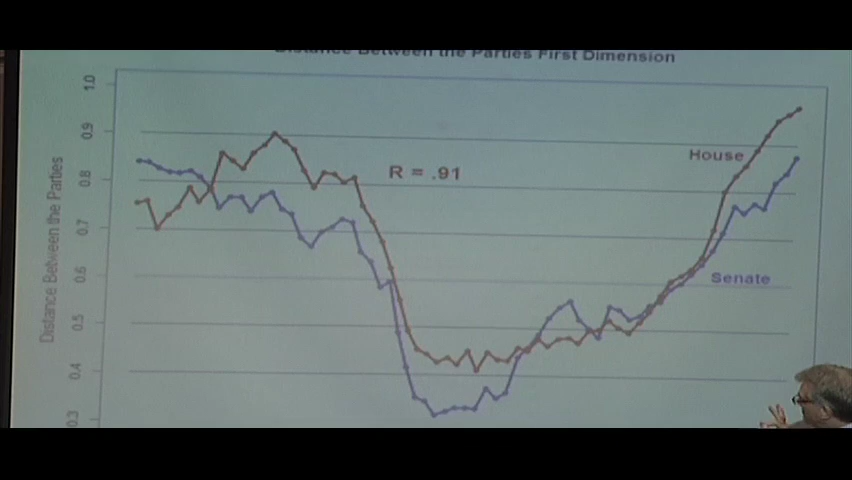 Distance Between the Parties First Dimension
1.0
0.9
0.8
0.7
0.6
0.5
0.4
0.3
Distance Between the Parties
R = .91
House
Senate